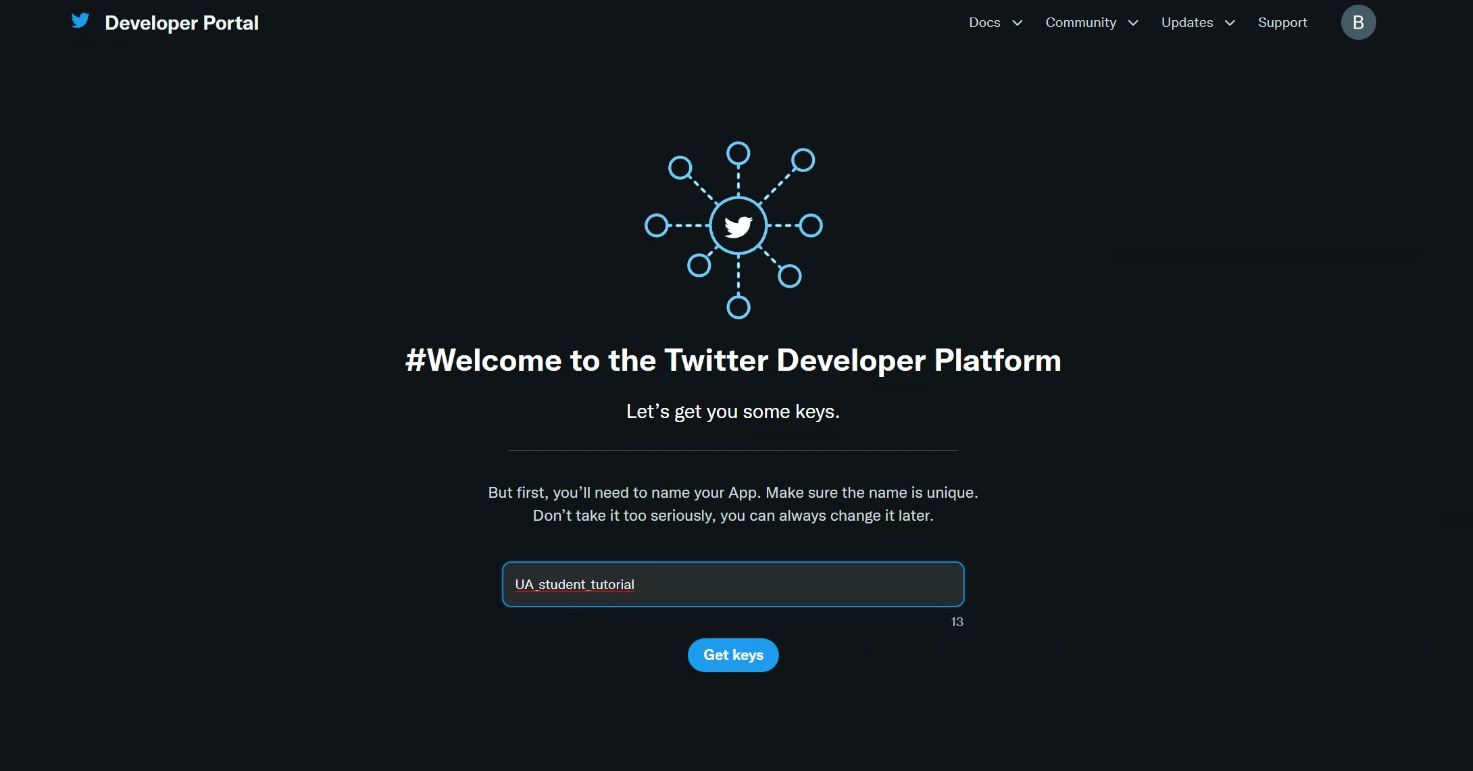 Developer Portal
Docs Community Updates Support B
#Welcome to the Twitter Developer Platform
Let’s get you some keys.
But first, you’ll need to name your App. Make sure the name is unique.
Don’t take it too seriously, you can always change it later.
UA_student_tutorial
13
Get keys